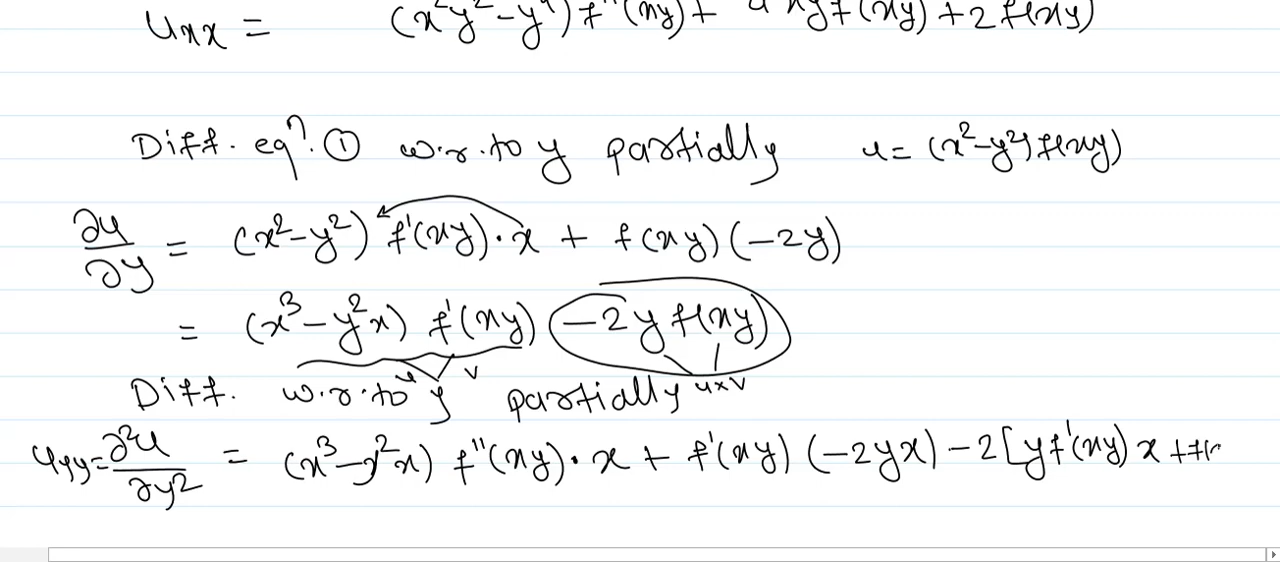 uxx = (x²y² - y⁴) f''(xy) + 4xy f'(xy) + 2 f(xy)
Diff. eqⁿ. ① w.r.to y partially u = (x² - y²) f(xy)
∂u/∂y = (x² - y²) f'(xy) · x + f(xy) (-2y)
= (x³ - y²x) f'(xy) - 2y f(xy)
u v u x v
Diff. w.r.to y partially
uyy = ∂²u/∂y² = (x³ - y²x) f''(xy) · x + f'(xy) (-2yx) - 2[y f'(xy) x + f(